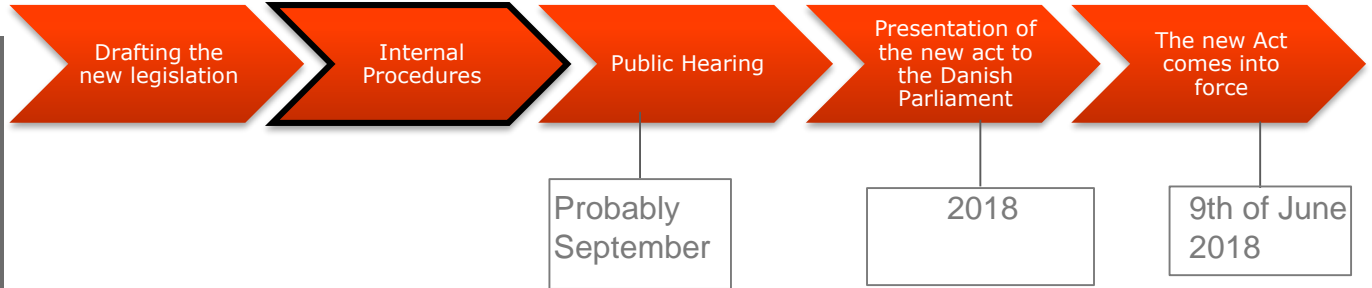 Drafting the
new legislation
Internal
Procedures
Public Hearing
Presentation of
the new act to
the Danish
Parliament
The new Act
comes into
force
Probably
September
2018
9th of June
2018